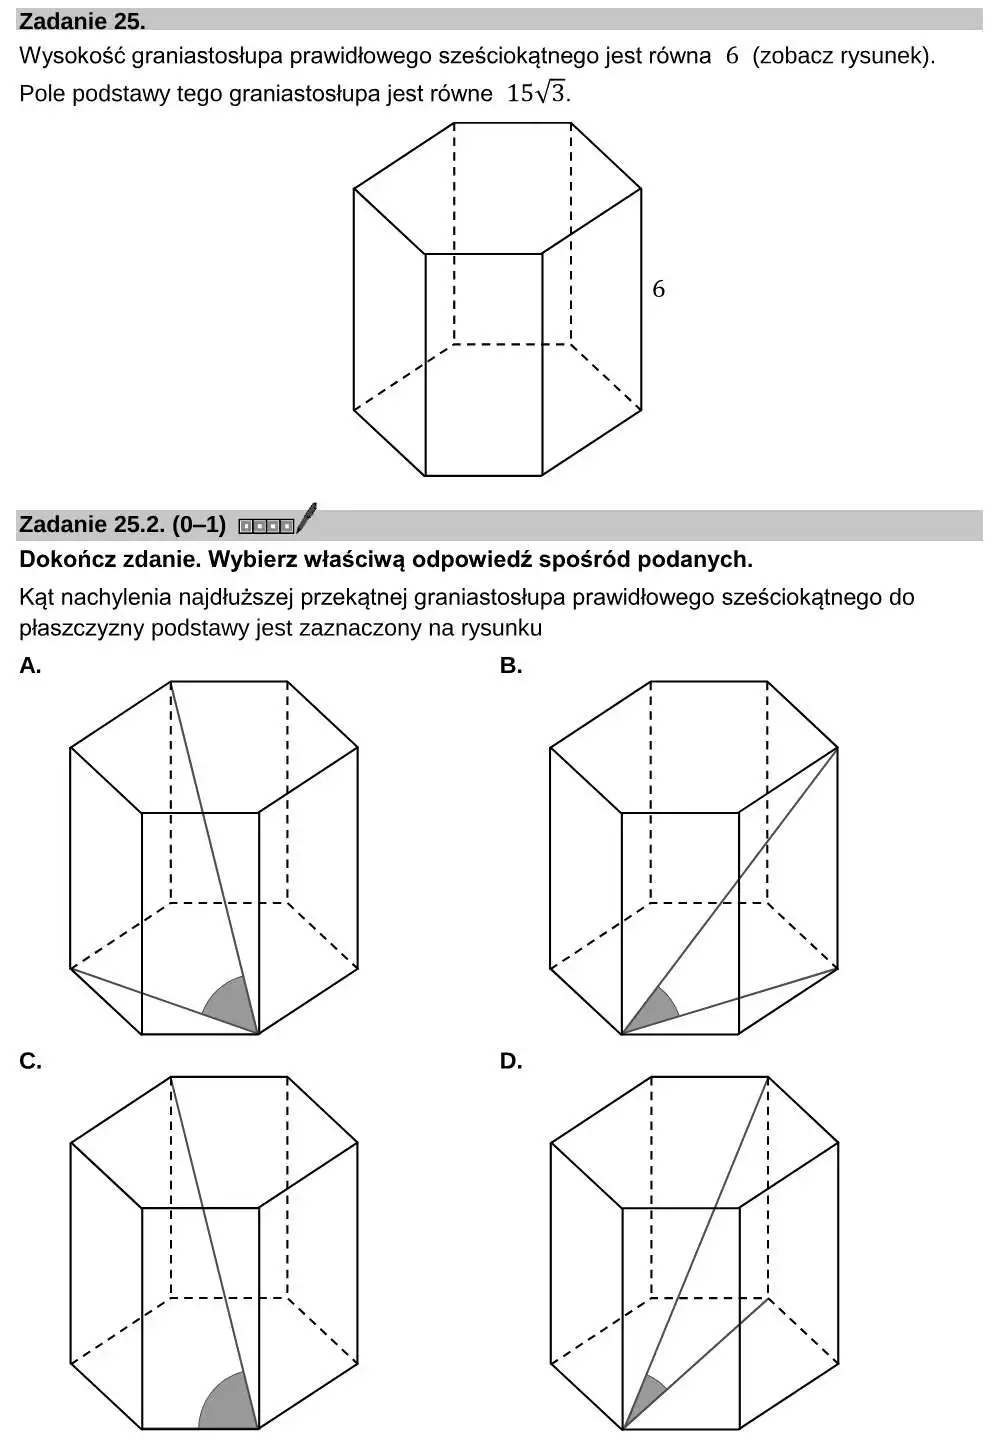 Zadanie 25.
Wysokość graniastosłupa prawidłowego sześciokątnego jest równa 6 (zobacz rysunek).
Pole podstawy tego graniastosłupa jest równe 15√3.
6
Zadanie 25.2. (0–1)
Dokończ zdanie. Wybierz właściwą odpowiedź spośród podanych.
Kąt nachylenia najdłuższej przekątnej graniastosłupa prawidłowego sześciokątnego do
płaszczyzny podstawy jest zaznaczony na rysunku
A.
B.
C.
D.